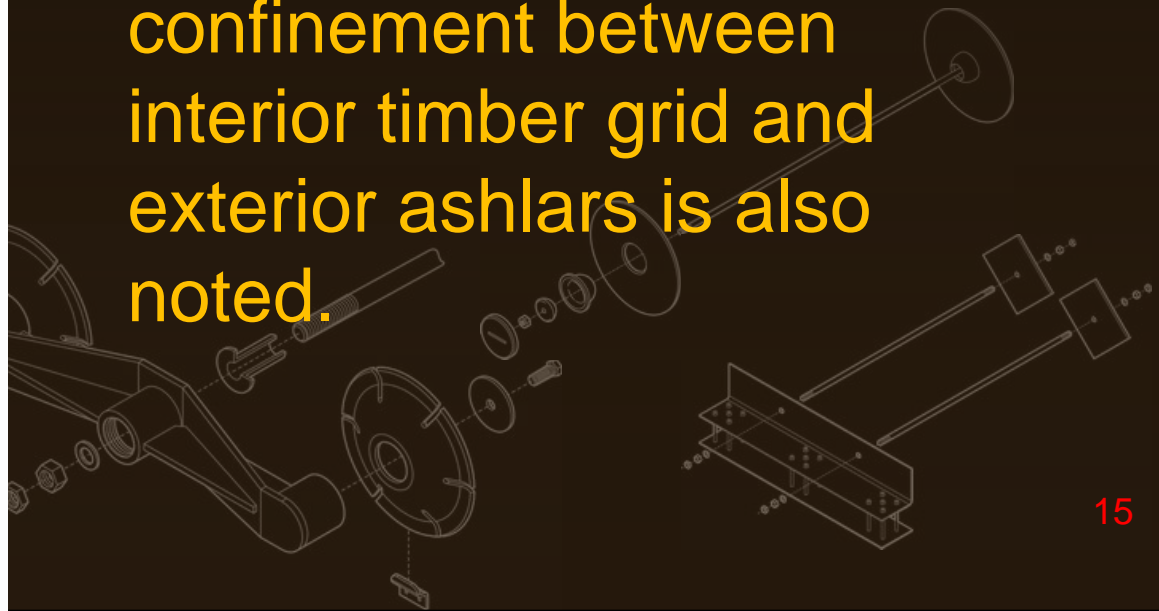 confinement between
interior timber grid and
exterior ashlars is also
noted.
15